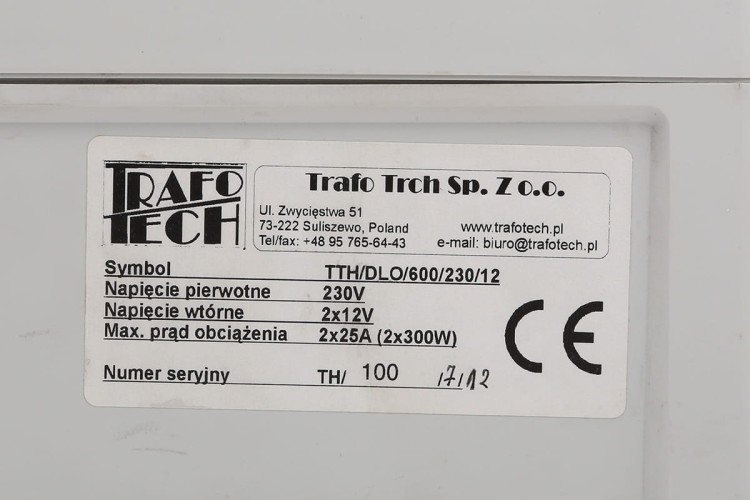 TRAFO
TECH
Trafo Trch Sp. Z o.o.
Ul. Zwycięstwa 51
73-222 Suliszewo, Poland www.trafotech.pl
Tel/fax: +48 95 765-64-43 e-mail: biuro@trafotech.pl
Symbol TTH/DLO/600/230/12
Napięcie pierwotne 230V
Napięcie wtórne 2x12V
Max. prąd obciążenia 2x25A (2x300W)
CE
Numer seryjny TH/ 100 /7/12